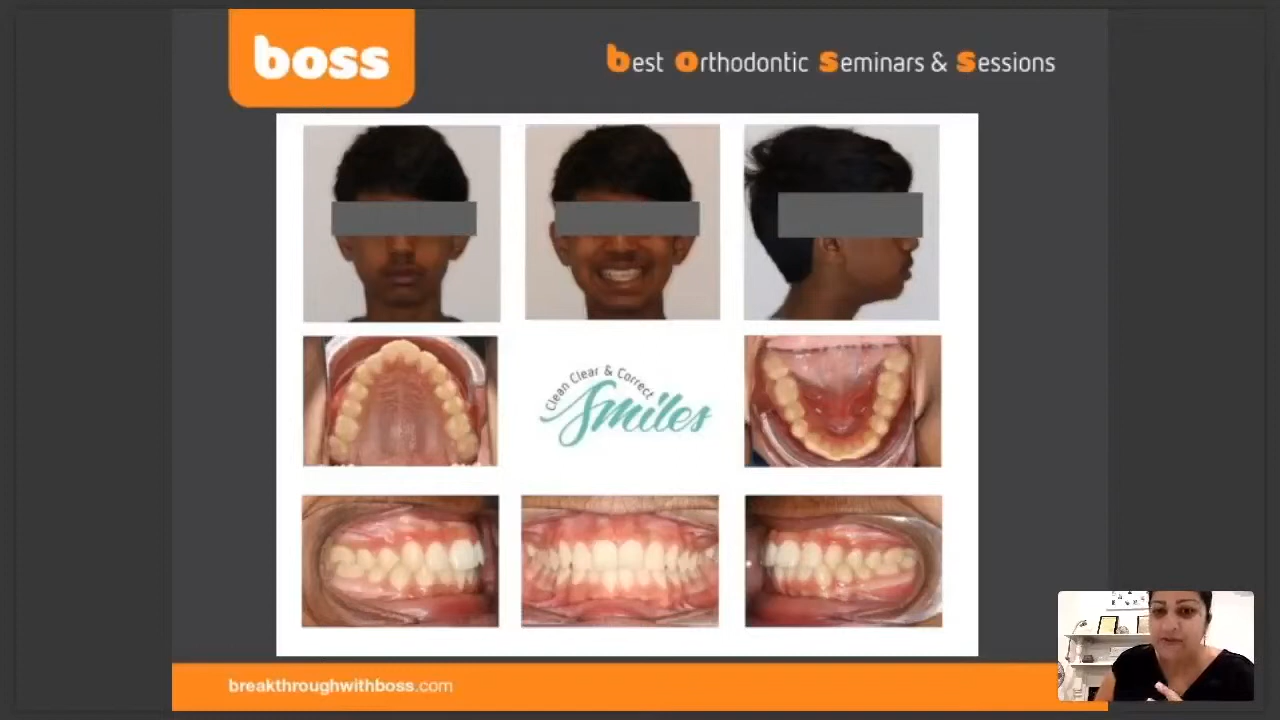 boss
best orthodontic Seminars & Sessions
Clean Clear & Correct
Smiles
breakthroughwithboss.com